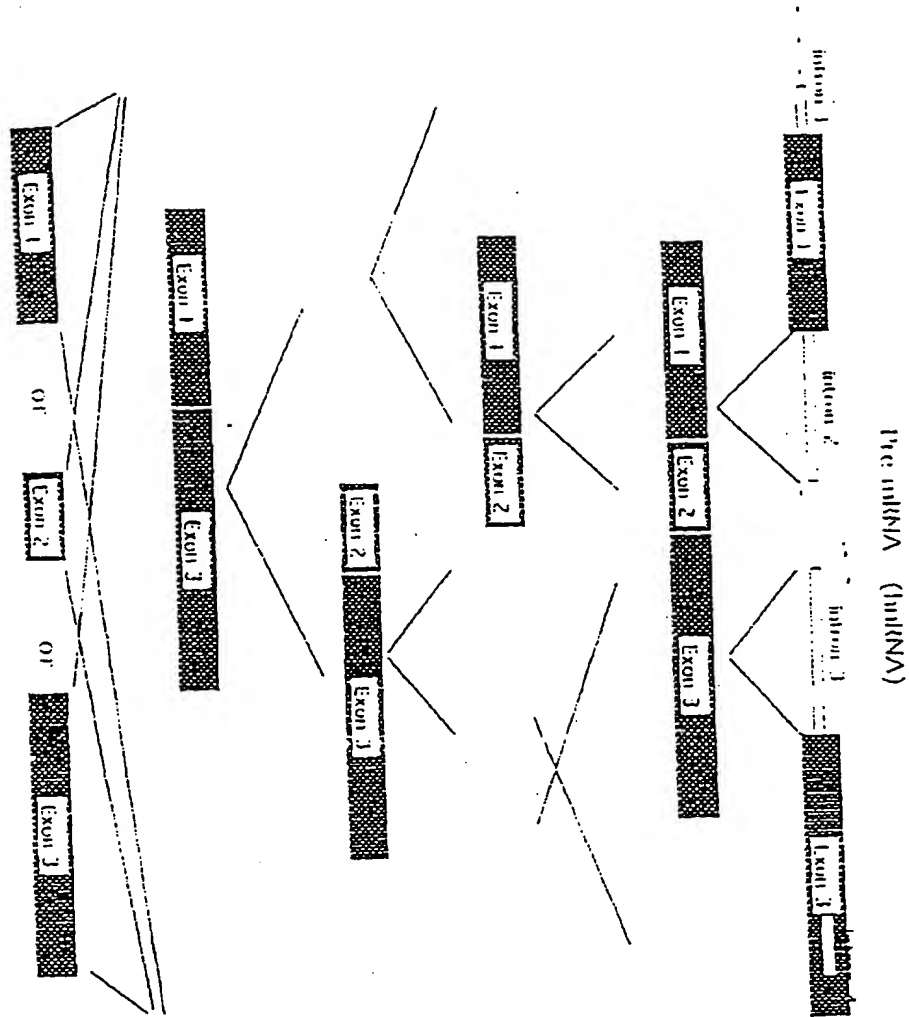 Pre mRNA (hnRNA)
intron 1 Exon 1 intron 2 intron 3 Exon 3
Exon 1 Exon 2 Exon 3
Exon 1 Exon 2
Exon 2 Exon 3
Exon 1 Exon 3
Exon 1 or Exon 2 or Exon 3